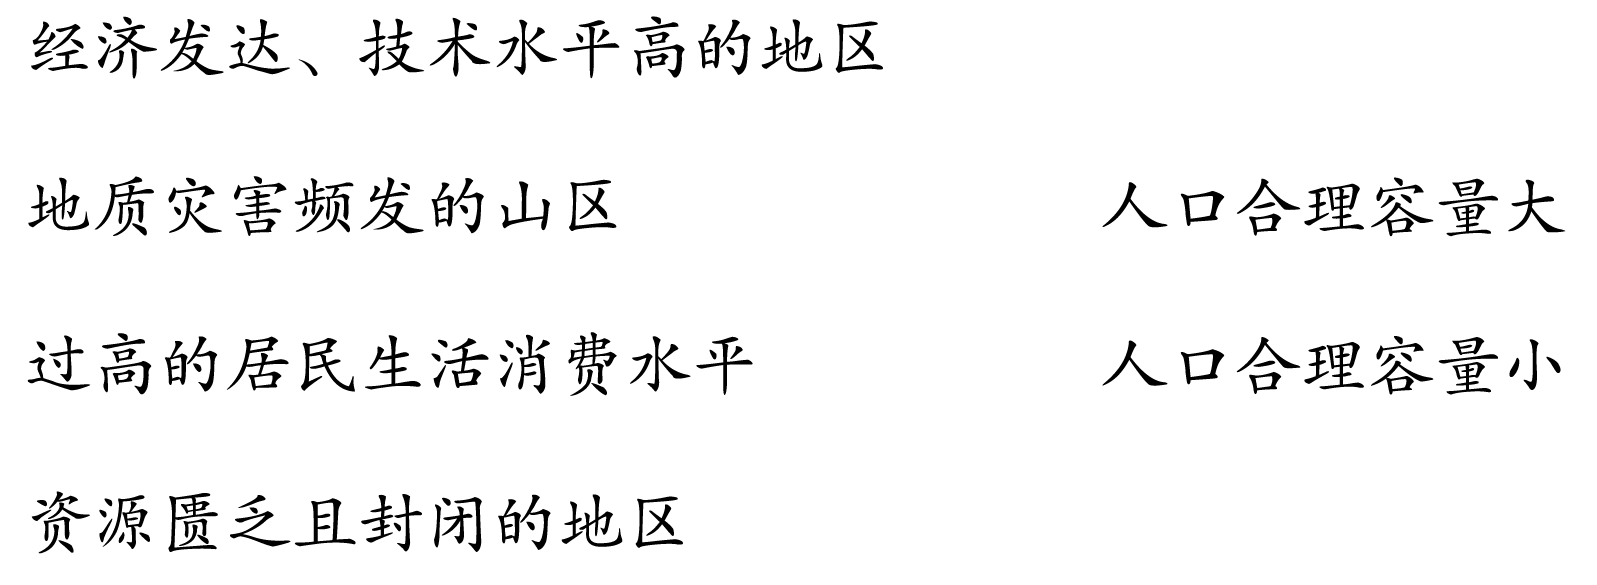 经济发达、技术水平高的地区
地质灾害频发的山区 人口合理容量大
过高的居民生活消费水平 人口合理容量小
资源匮乏且封闭的地区